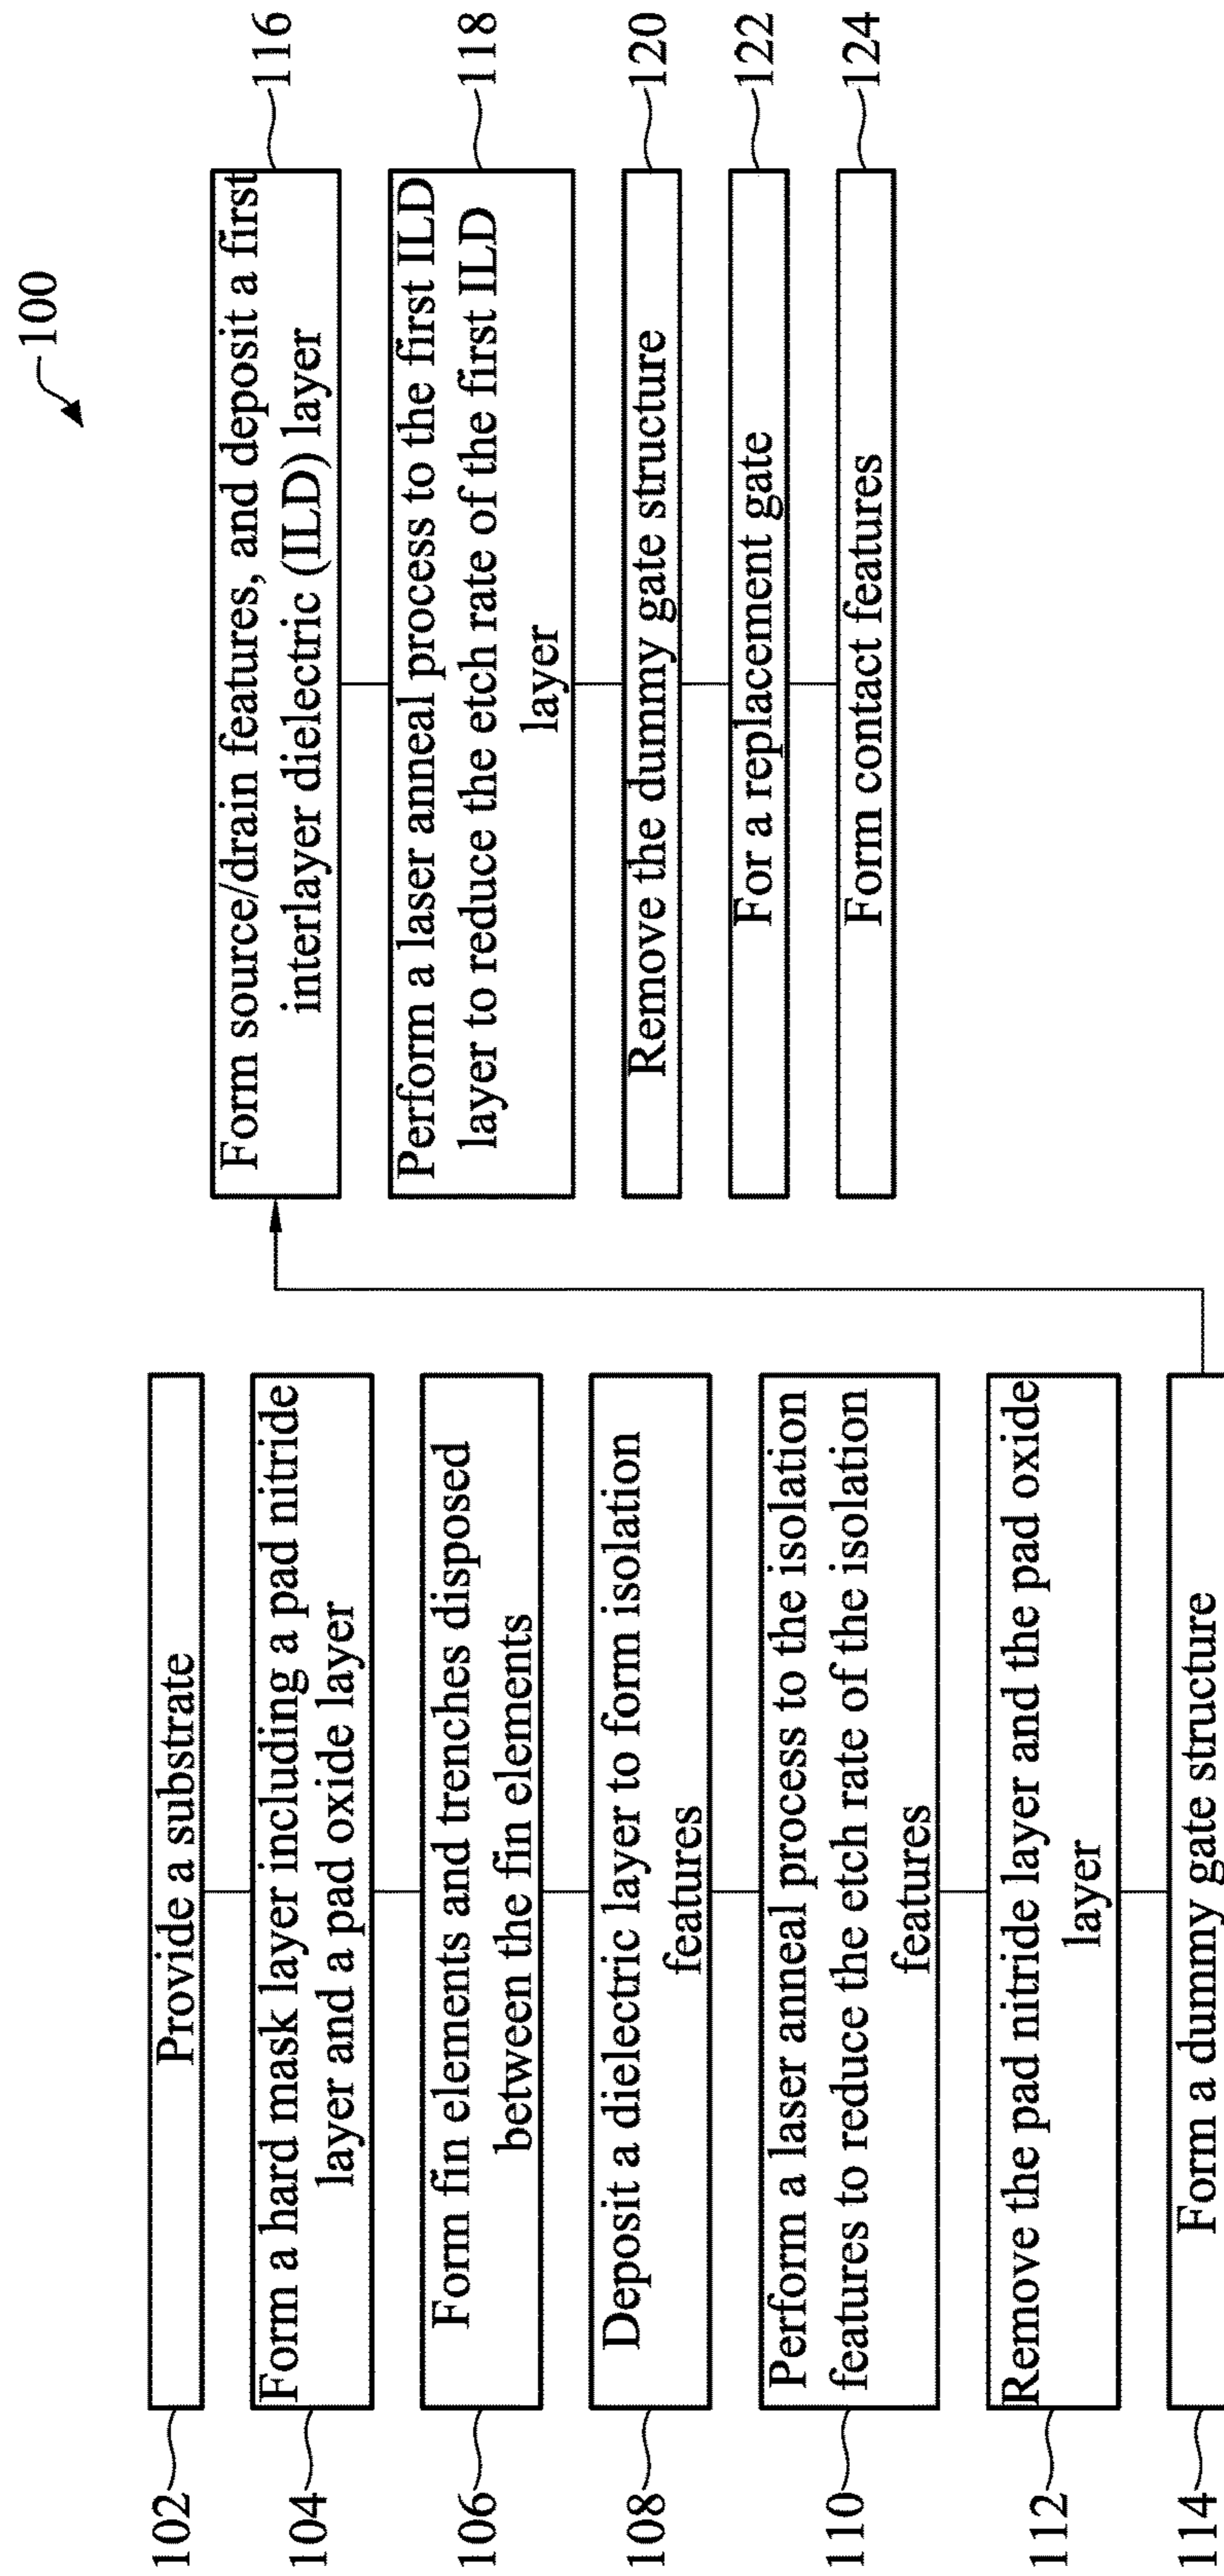 100
102
Provide a substrate
104
Form a hard mask layer including a pad nitride
layer and a pad oxide layer
106
Form fin elements and trenches disposed
between the fin elements
108
Deposit a dielectric layer to form isolation
features
110
Perform a laser anneal process to the isolation
features to reduce the etch rate of the isolation
features
112
Remove the pad nitride layer and the pad oxide
layer
114
Form a dummy gate structure
Form source/drain features, and deposit a first
interlayer dielectric (ILD) layer
116
Perform a laser anneal process to the first ILD
layer to reduce the etch rate of the first ILD
layer
118
Remove the dummy gate structure
120
For a replacement gate
122
Form contact features
124